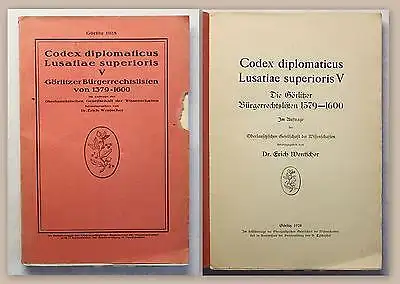 Görlitz 1928
Codex diplomaticus
Lusatiae superioris
V
Görlitzer Bürgerrechtslisten
von 1379-1600
Im Auftrage der
Oberlausitzischen Gesellschaft der Wissenschaften
herausgegeben von
Dr. Erich Wentscher
Codex diplomaticus
Lusatiae superioris V
Die Görlitzer
Bürgerrechtslisten 1379—1600
Im Auftrage
der
Oberlausitzischen Gesellschaft der Wissenschaften
herausgegeben von
Dr. Erich Wentscher
Görlitz 1928